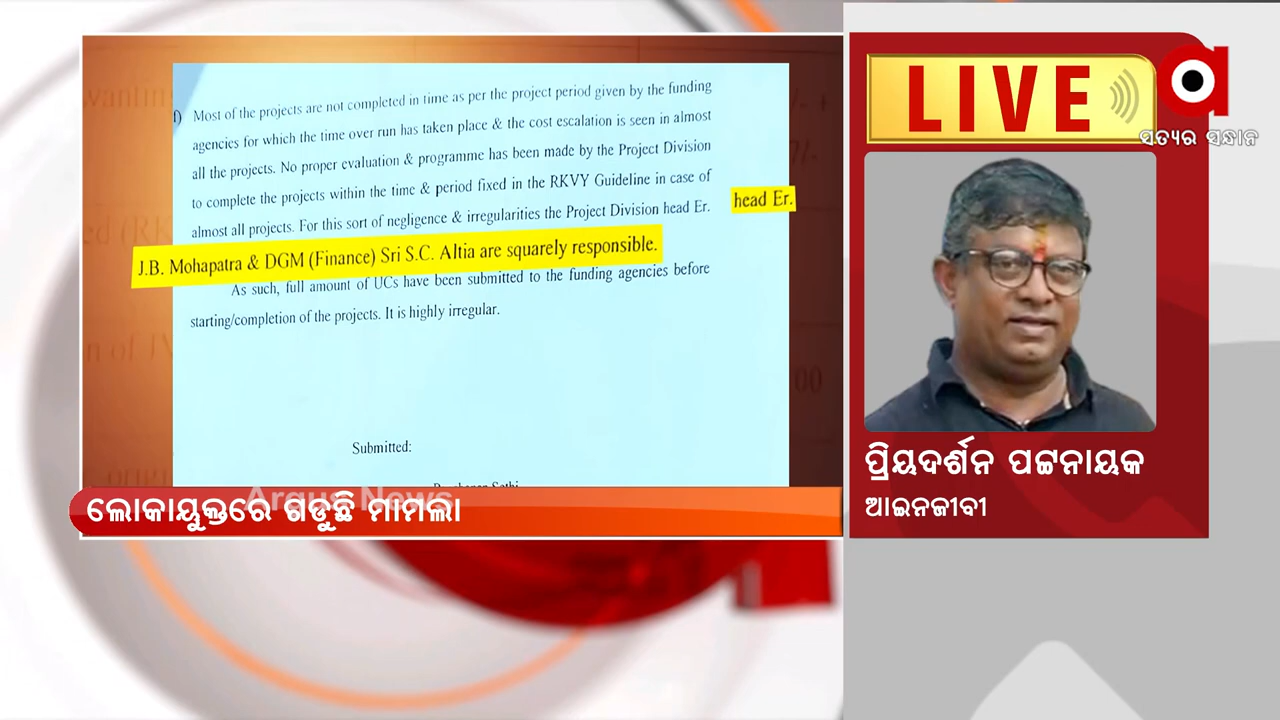 f) Most of the projects are not completed in time as per the project period given by the funding
agencies for which the time over run has taken place & the cost escalation is seen in almost
all the projects. No proper evaluation & programme has been made by the Project Division
to complete the projects within the time & period fixed in the RKVY Guideline in case of
almost all projects. For this sort of negligence & irregularities the Project Division head Er.
head Er.
J.B. Mohapatra & DGM (Finance) Sri S.C. Altia are squarely responsible.
As such, full amount of UCs have been submitted to the funding agencies before
starting/completion of the projects. It is highly irregular.
Submitted:
Argus News
ଲୋକାୟୁକ୍ତରେ ଗଡୁଛି ମାମଲା
LIVE
ସତ୍ୟର ସନ୍ଧାନ
ପ୍ରିୟଦର୍ଶନ ପଟ୍ଟନାୟକ
ଆଇନଜୀବୀ